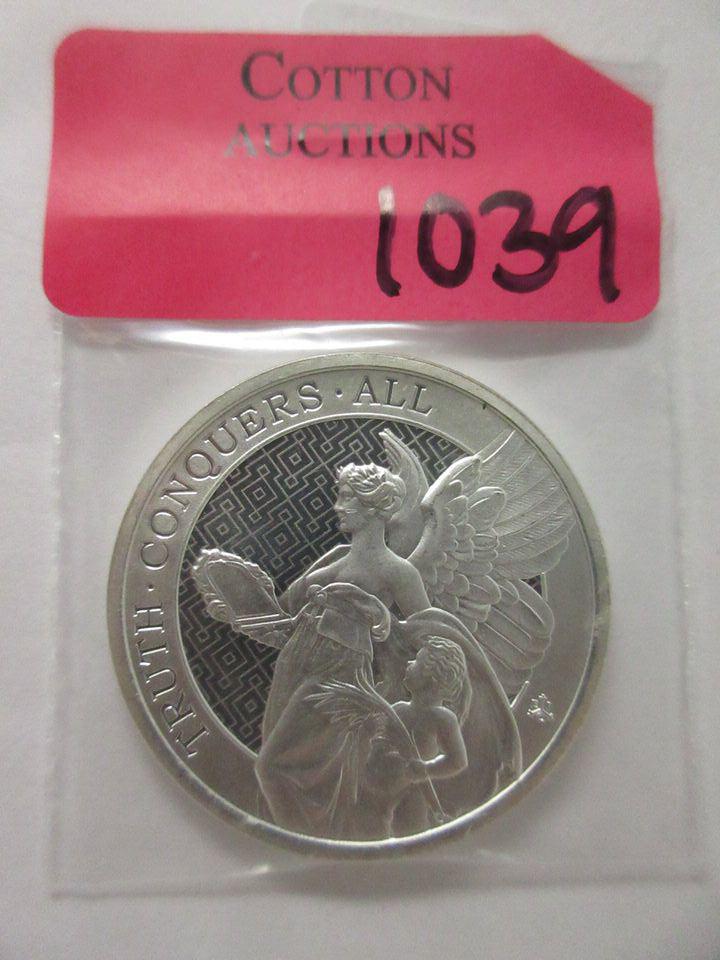 COTTON
AUCTIONS
1039
TRUTH · CONQUERS · ALL